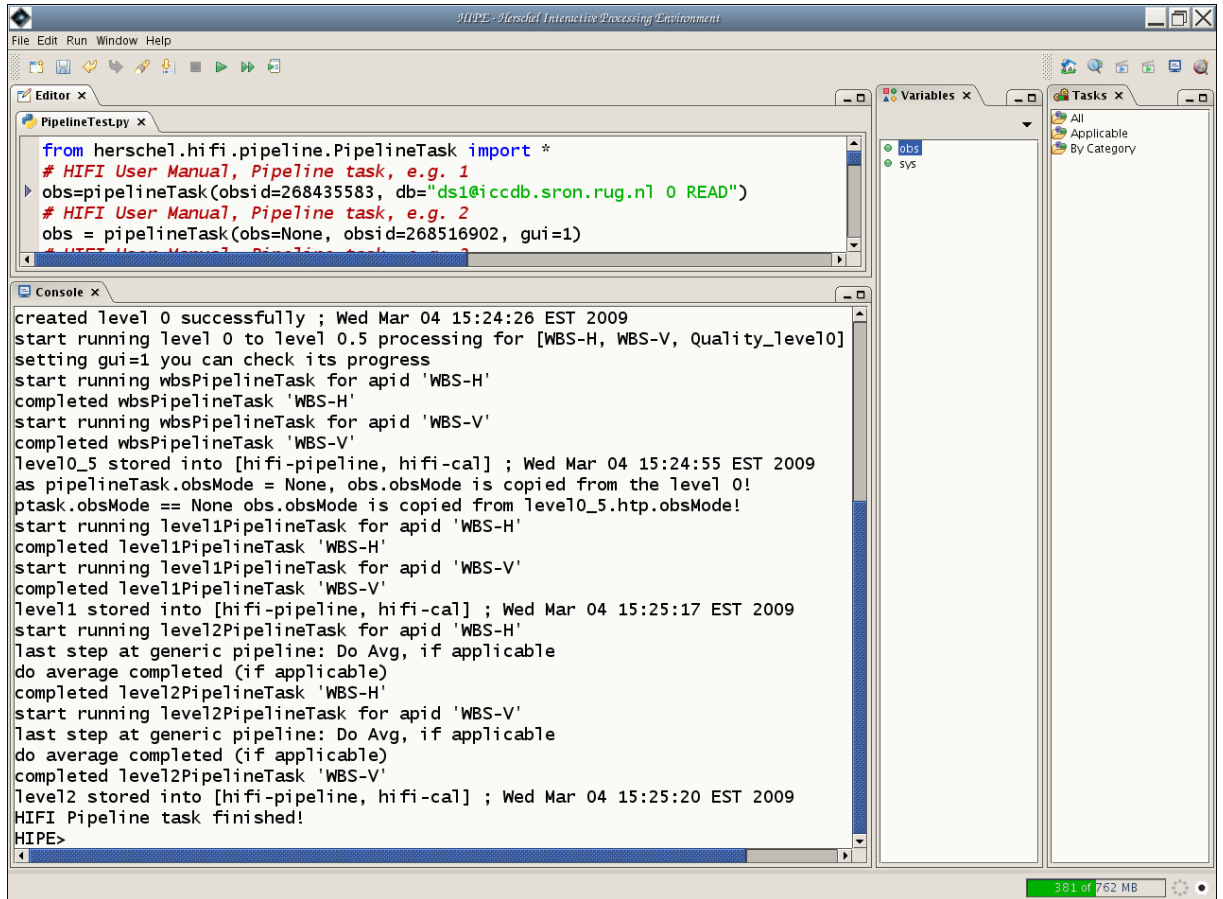 HIPE - Herschel Interactive Processing Environment
File Edit Run Window Help
Editor x
PipelineTest.py x
from herschel.hifi.pipeline.PipelineTask import *
# HIFI User Manual, Pipeline task, e.g. 1
obs=pipelineTask(obsid=268435583, db="ds1@iccdb.sron.rug.nl 0 READ")
# HIFI User Manual, Pipeline task, e.g. 2
obs = pipelineTask(obs=None, obsid=268516902, gui=1)
Console x
created level 0 successfully ; Wed Mar 04 15:24:26 EST 2009
start running level 0 to level 0.5 processing for [WBS-H, WBS-V, Quality_level0]
setting gui=1 you can check its progress
start running wbsPipelineTask for apid 'WBS-H'
completed wbsPipelineTask 'WBS-H'
start running wbsPipelineTask for apid 'WBS-V'
completed wbsPipelineTask 'WBS-V'
level0_5 stored into [hifi-pipeline, hifi-cal] ; Wed Mar 04 15:24:55 EST 2009
as pipelineTask.obsMode = None, obs.obsMode is copied from the level 0!
ptask.obsMode == None obs.obsMode is copied from level0_5.htp.obsMode!
start running level1PipelineTask for apid 'WBS-H'
completed level1PipelineTask 'WBS-H'
start running level1PipelineTask for apid 'WBS-V'
completed level1PipelineTask 'WBS-V'
level1 stored into [hifi-pipeline, hifi-cal] ; Wed Mar 04 15:25:17 EST 2009
start running level2PipelineTask for apid 'WBS-H'
last step at generic pipeline: Do Avg, if applicable
do average completed (if applicable)
completed level2PipelineTask 'WBS-H'
start running level2PipelineTask for apid 'WBS-V'
last step at generic pipeline: Do Avg, if applicable
do average completed (if applicable)
completed level2PipelineTask 'WBS-V'
level2 stored into [hifi-pipeline, hifi-cal] ; Wed Mar 04 15:25:20 EST 2009
HIFI Pipeline task finished!
HIPE>
Variables x
obs
sys
Tasks x
All
Applicable
By Category
381 of 762 MB